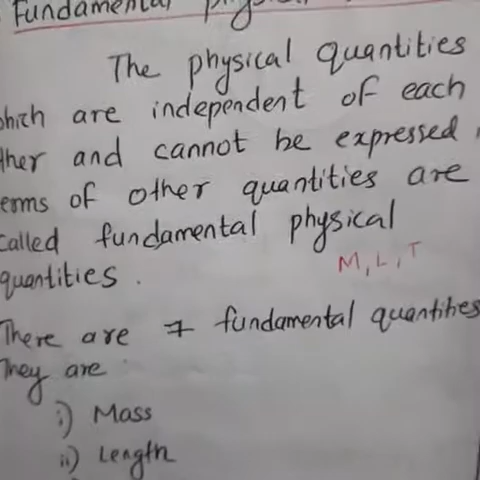 Fundamental physical
The physical quantities
which are independent of each
other and cannot be expressed
terms of other quantities are
called fundamental physical
quantities.
M, L, T
There are 7 fundamental quantities
They are
i) Mass
ii) Length